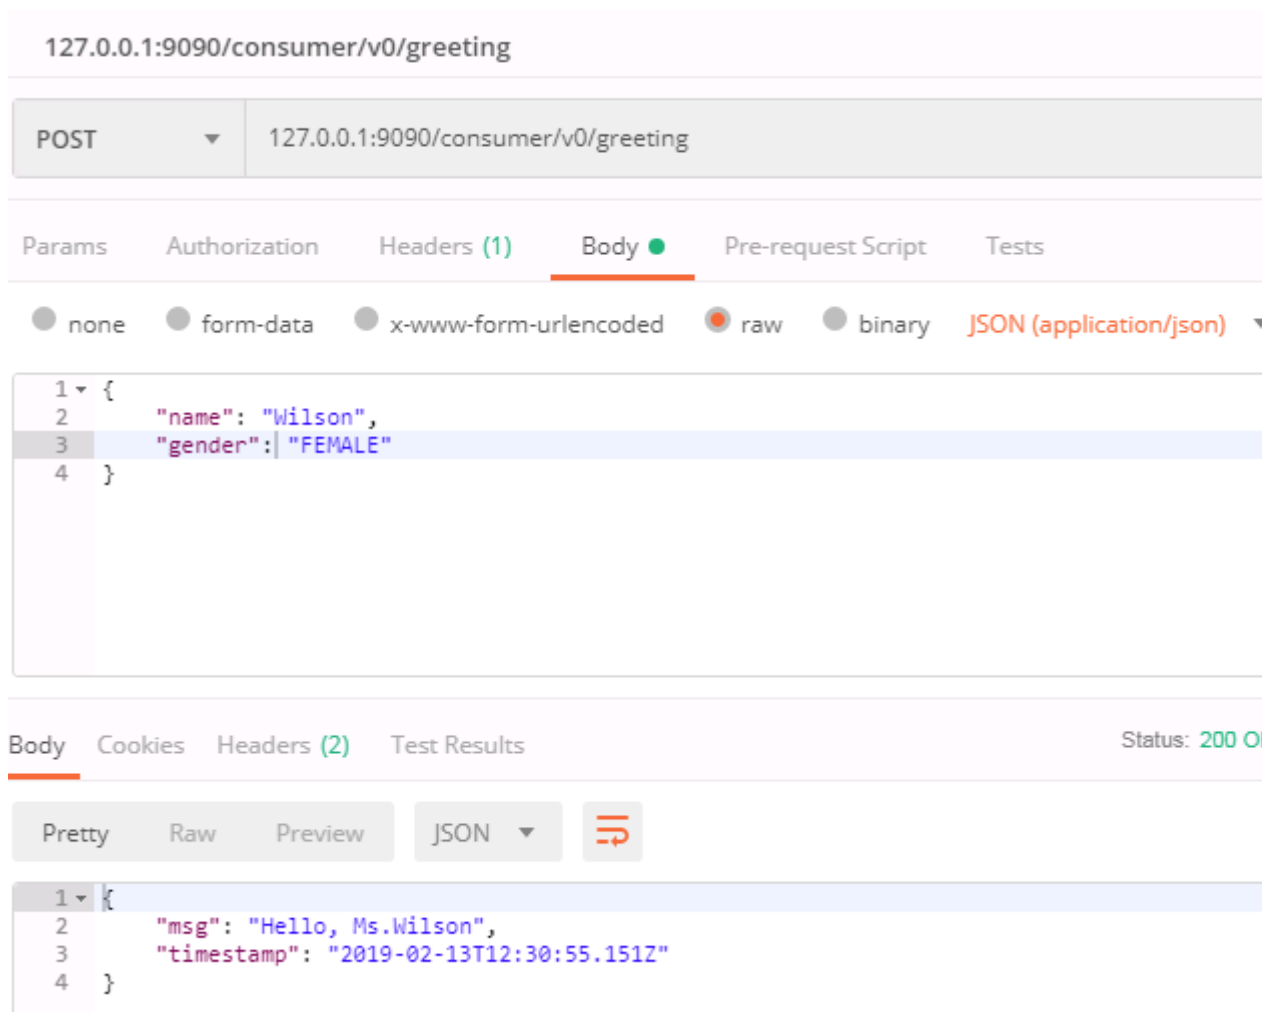 127.0.0.1:9090/consumer/v0/greeting
POST 127.0.0.1:9090/consumer/v0/greeting
Params Authorization Headers (1) Body Pre-request Script Tests
none form-data x-www-form-urlencoded raw binary JSON (application/json)
1 {
2 "name": "Wilson",
3 "gender": "FEMALE"
4 }
Body Cookies Headers (2) Test Results Status: 200 O
Pretty Raw Preview JSON
1 {
2 "msg": "Hello, Ms.Wilson",
3 "timestamp": "2019-02-13T12:30:55.151Z"
4 }